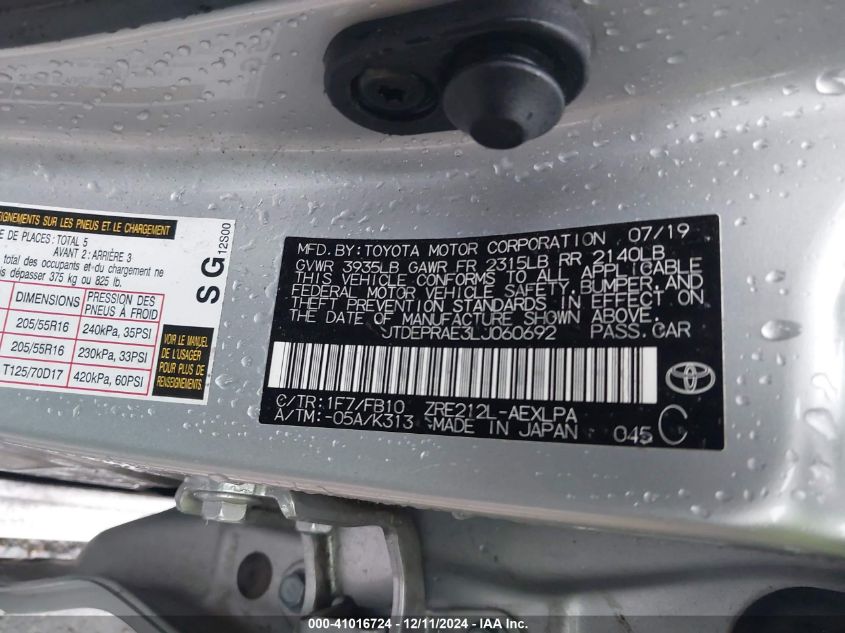 SEIGNEMENTS SUR LES PNEUS ET LE CHARGEMENT
E DE PLACES: TOTAL 5
AVANT 2: ARRIÈRE 3
total des occupants et du chargement
is dépasser 375 kg ou 825 lb.
DIMENSIONS PRESSION DES PNEUS À FROID
205/55R16 240kPa, 35PSI
205/55R16 230kPa, 33PSI
T125/70D17 420kPa, 60PSI
VOIR LE MANUEL
DE L'USAGER
POUR PLUS DE
RENSEIGNEMENTS
SG 12S00
MFD.BY:TOYOTA MOTOR CORPORATION 07/19
GVWR 3935LB GAWR FR 2315LB RR 2140LB
THIS VEHICLE CONFORMS TO ALL APPLICABLE
FEDERAL MOTOR VEHICLE SAFETY, BUMPER, AND
THEFT PREVENTION STANDARDS IN EFFECT ON
THE DATE OF MANUFACTURE SHOWN ABOVE.
JTDEPRAE3LJ060692 PASS.CAR
C/TR:1F7/FB10 ZRE212L-AEXLPA
A/TM:-05A/K313 -MADE IN JAPAN 045 C
000-41016724 - 12/11/2024 - IAA Inc.